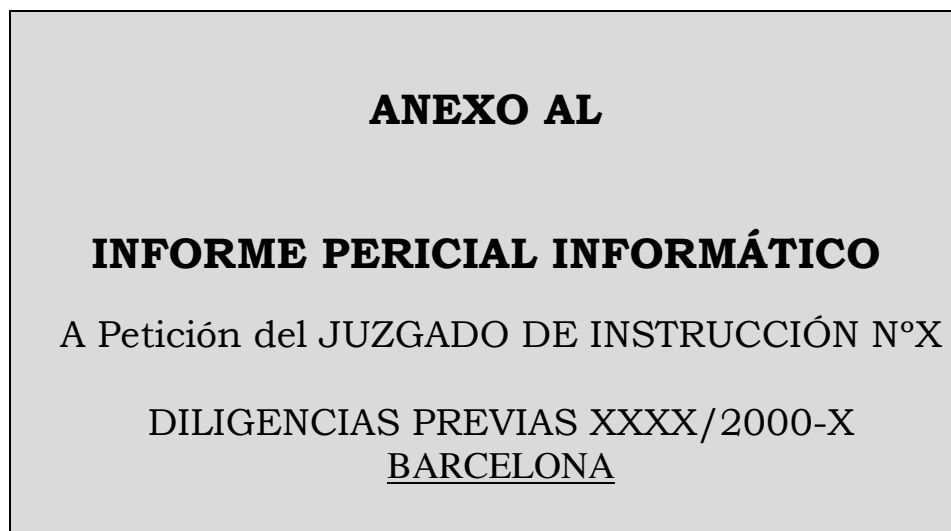 ANEXO AL
INFORME PERICIAL INFORMÁTICO
A Petición del JUZGADO DE INSTRUCCIÓN NºX
DILIGENCIAS PREVIAS XXXX/2000-X
BARCELONA